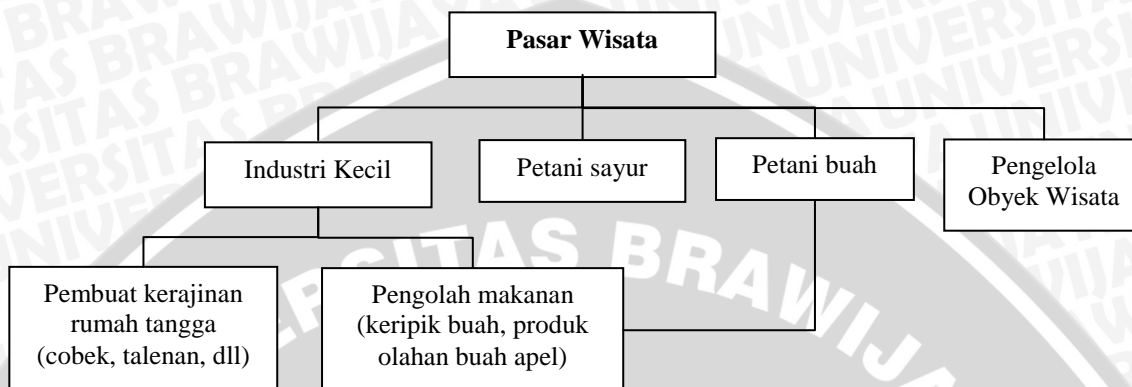 Pasar Wisata
Industri Kecil
Petani sayur
Petani buah
Pengelola
Obyek Wisata
Pembuat kerajinan
rumah tangga
(cobek, talenan, dll)
Pengolah makanan
(keripik buah, produk
olahan buah apel)